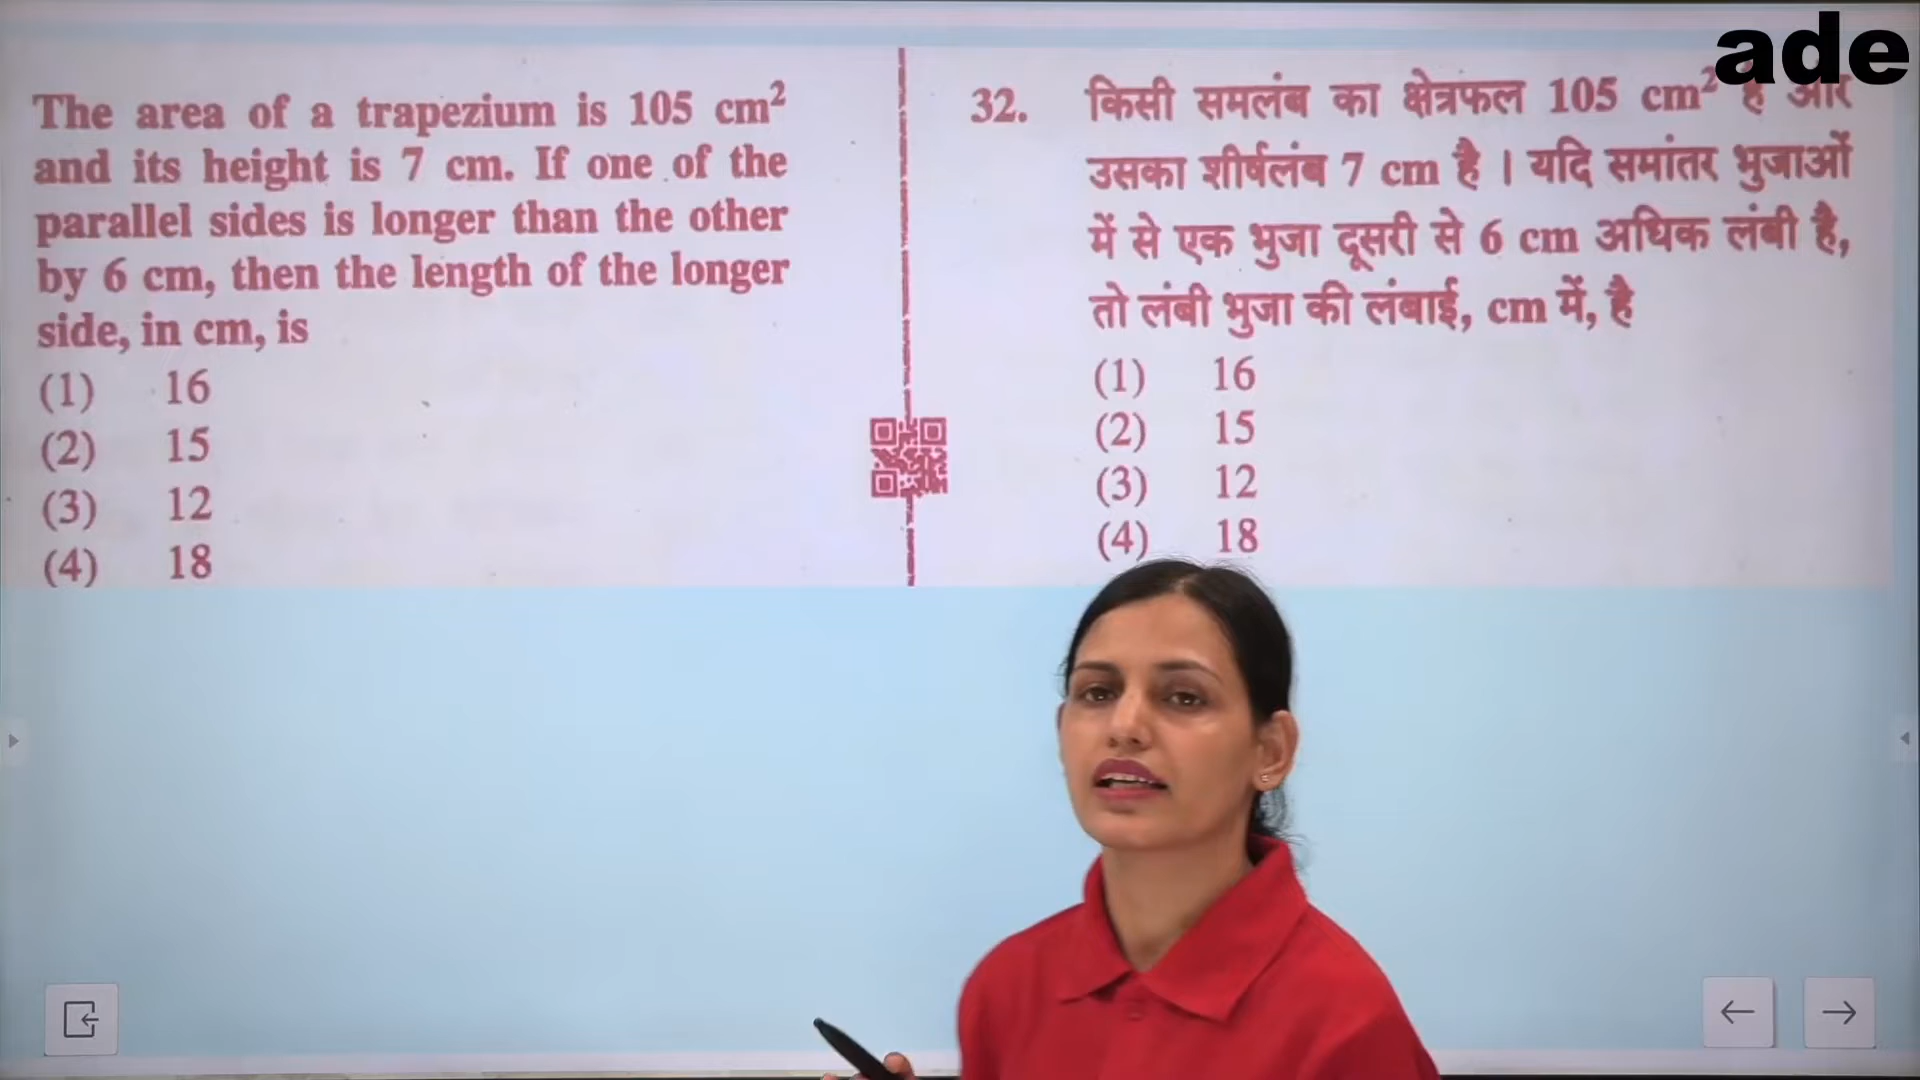 ade
The area of a trapezium is 105 cm²
and its height is 7 cm. If one of the
parallel sides is longer than the other
by 6 cm, then the length of the longer
side, in cm, is
(1) 16
(2) 15
(3) 12
(4) 18
32. किसी समलंब का क्षेत्रफल 105 cm² है और
उसका शीर्षलंब 7 cm है । यदि समांतर भुजाओं
में से एक भुजा दूसरी से 6 cm अधिक लंबी है,
तो लंबी भुजा की लंबाई, cm में, है
(1) 16
(2) 15
(3) 12
(4) 18